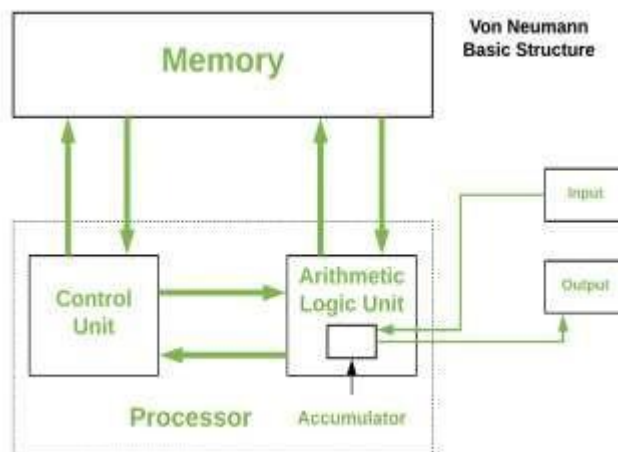 Von Neumann
Basic Structure
Memory
Input
Control
Unit
Arithmetic
Logic Unit
Output
Processor
Accumulator